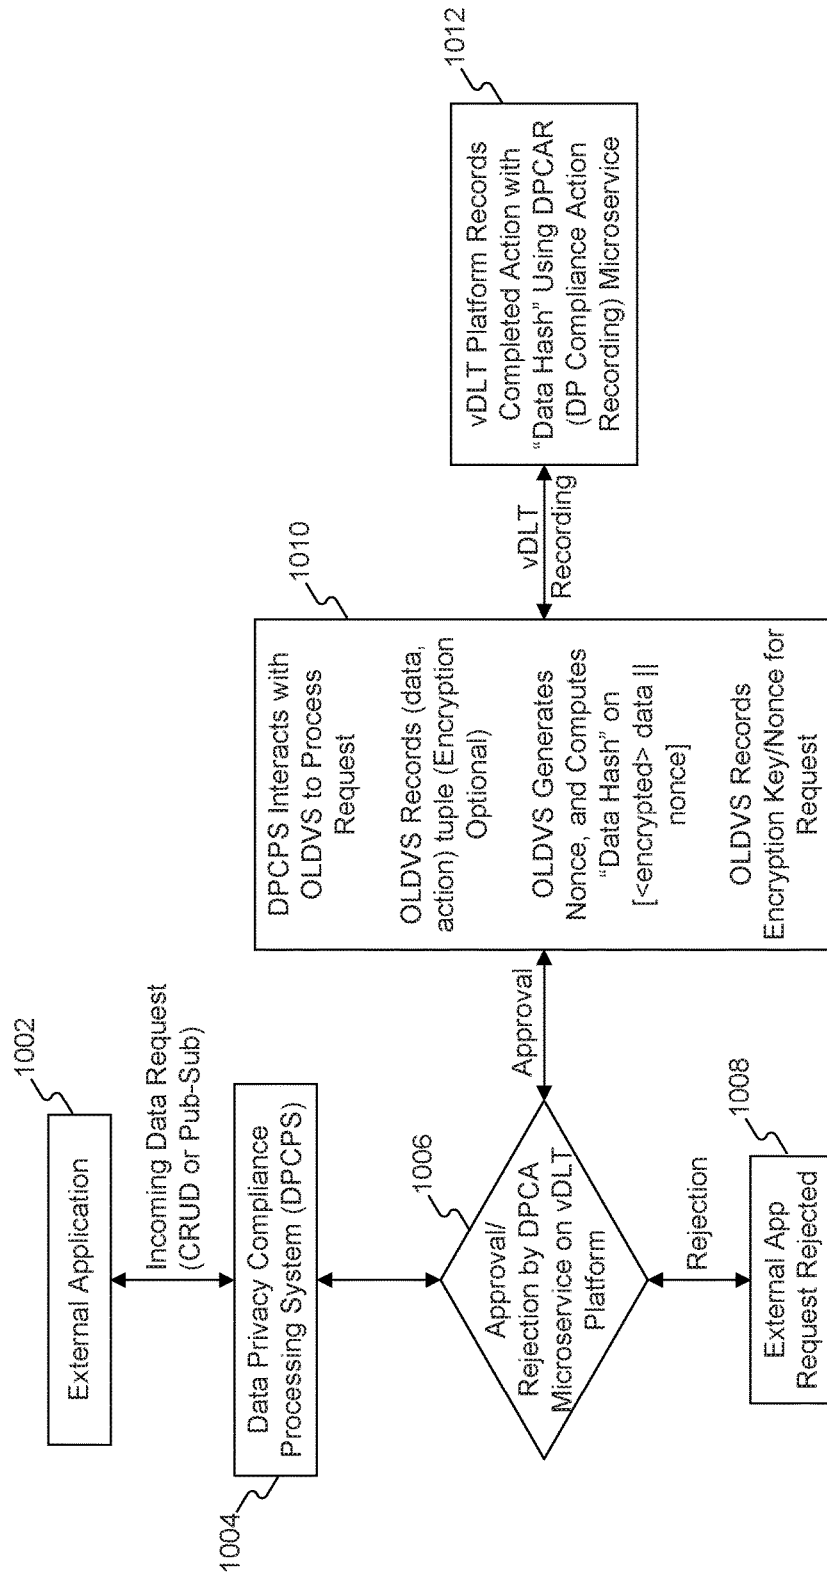 1002
External Application
Incoming Data Request
(CRUD or Pub-Sub)
1004
Data Privacy Compliance
Processing System (DPCPS)
1006
Approval/
Rejection by DPCA
Microservice on vDLT
Platform
Rejection
1008
External App
Request Rejected
Approval
1010
DPCPS Interacts with
OLDVS to Process
Request
OLDVS Records (data,
action) tuple (Encryption
Optional)
OLDVS Generates
Nonce, and Computes
“Data Hash” on
[<encrypted> data ||
nonce]
OLDVS Records
Encryption Key/Nonce for
Request
vDLT
Recording
1012
vDLT Platform Records
Completed Action with
“Data Hash” Using DPCAR
(DP Compliance Action
Recording) Microservice